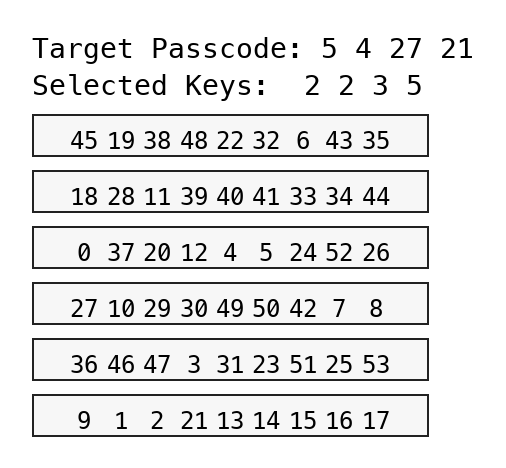 Target Passcode: 5 4 27 21
Selected Keys: 2 2 3 5
45 19 38 48 22 32 6 43 35
18 28 11 39 40 41 33 34 44
0 37 20 12 4 5 24 52 26
27 10 29 30 49 50 42 7 8
36 46 47 3 31 23 51 25 53
9 1 2 21 13 14 15 16 17